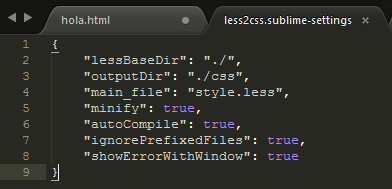 hola.html
less2css.sublime-settings
1 {
2 "lessBaseDir": "./",
3 "outputDir": "./css",
4 "main_file": "style.less",
5 "minify": true,
6 "autoCompile": true,
7 "ignorePrefixedFiles": true,
8 "showErrorWithWindow": true
9 }